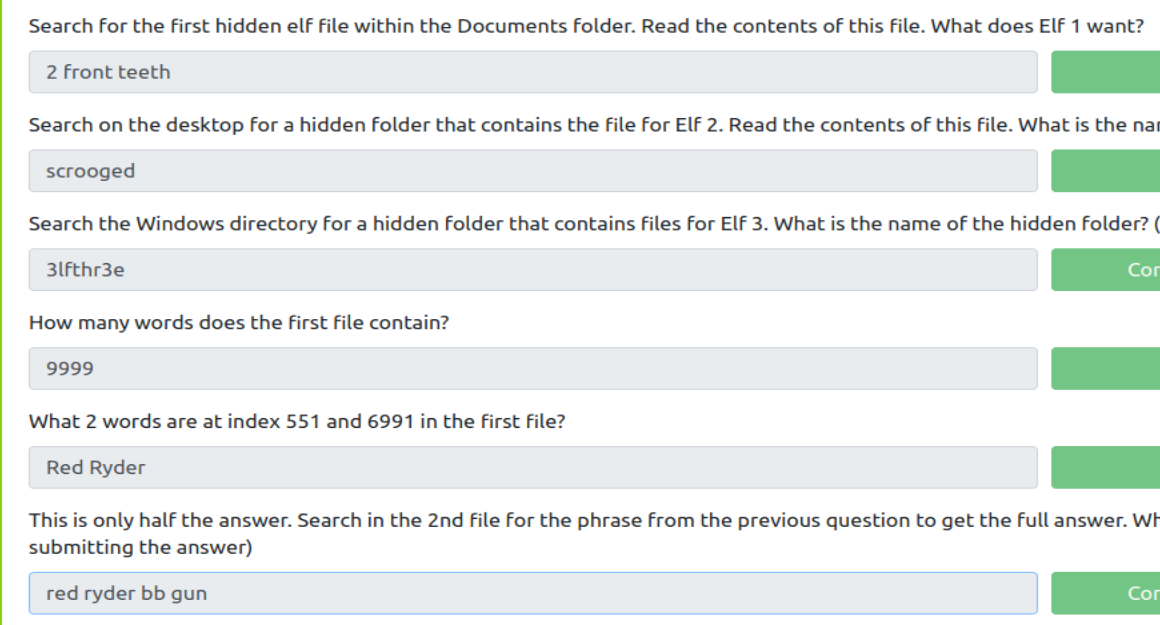 Search for the first hidden elf file within the Documents folder. Read the contents of this file. What does Elf 1 want?
2 front teeth
Search on the desktop for a hidden folder that contains the file for Elf 2. Read the contents of this file. What is the
scrooged
Search the Windows directory for a hidden folder that contains files for Elf 3. What is the name of the hidden folder? (
3lfthr3e
How many words does the first file contain?
9999
What 2 words are at index 551 and 6991 in the first file?
Red Ryder
This is only half the answer. Search in the 2nd file for the phrase from the previous question to get the full answer.
submitting the answer)
red ryder bb gun